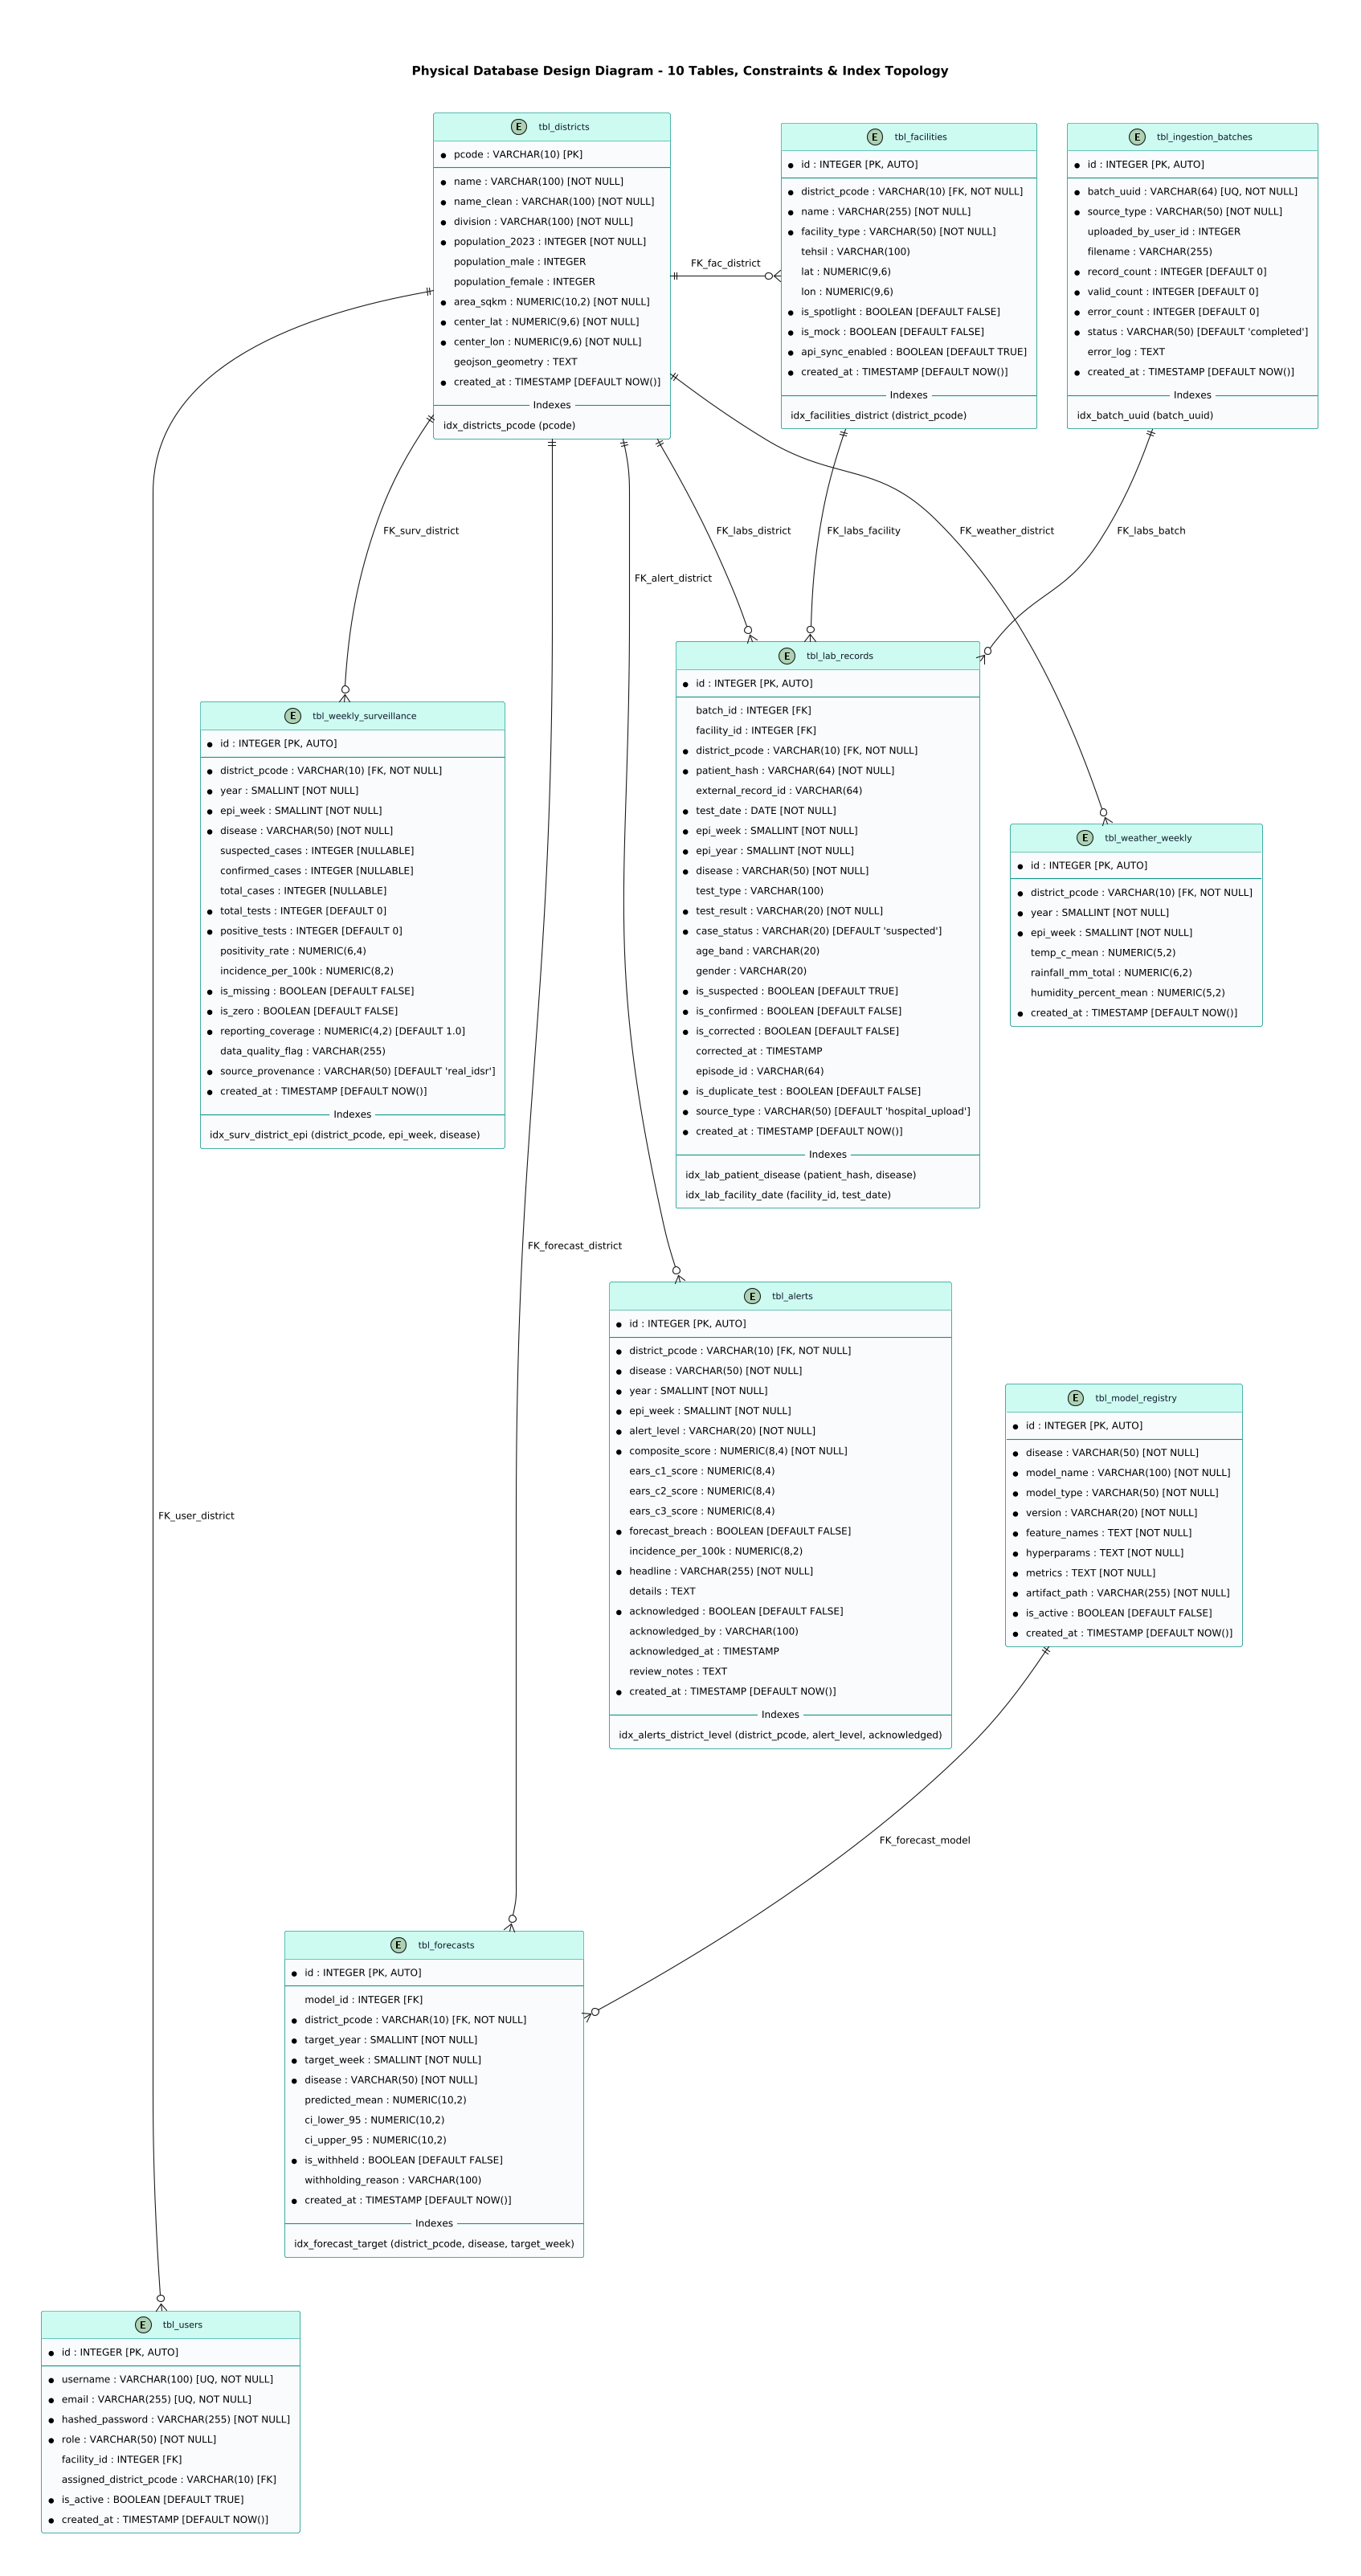 Physical Database Design Diagram - 10 Tables, Constraints & Index Topology
E tbl_districts
pcode : VARCHAR(10) [PK]
name : VARCHAR(100) [NOT NULL]
name_clean : VARCHAR(100) [NOT NULL]
division : VARCHAR(100) [NOT NULL]
population_2023 : INTEGER [NOT NULL]
population_male : INTEGER
population_female : INTEGER
area_sqkm : NUMERIC(10,2) [NOT NULL]
center_lat : NUMERIC(9,6) [NOT NULL]
center_lon : NUMERIC(9,6) [NOT NULL]
geojson_geometry : TEXT
created_at : TIMESTAMP [DEFAULT NOW()]
Indexes
idx_districts_pcode (pcode)
FK_fac_district
E tbl_facilities
id : INTEGER [PK, AUTO]
district_pcode : VARCHAR(10) [FK, NOT NULL]
name : VARCHAR(255) [NOT NULL]
facility_type : VARCHAR(50) [NOT NULL]
tehsil : VARCHAR(100)
lat : NUMERIC(9,6)
lon : NUMERIC(9,6)
is_spotlight : BOOLEAN [DEFAULT FALSE]
is_mock : BOOLEAN [DEFAULT FALSE]
api_sync_enabled : BOOLEAN [DEFAULT TRUE]
created_at : TIMESTAMP [DEFAULT NOW()]
Indexes
idx_facilities_district (district_pcode)
E tbl_ingestion_batches
id : INTEGER [PK, AUTO]
batch_uuid : VARCHAR(64) [UQ, NOT NULL]
source_type : VARCHAR(50) [NOT NULL]
uploaded_by_user_id : INTEGER
filename : VARCHAR(255)
record_count : INTEGER [DEFAULT 0]
valid_count : INTEGER [DEFAULT 0]
error_count : INTEGER [DEFAULT 0]
status : VARCHAR(50) [DEFAULT 'completed']
error_log : TEXT
created_at : TIMESTAMP [DEFAULT NOW()]
Indexes
idx_batch_uuid (batch_uuid)
FK_surv_district
FK_labs_district
FK_labs_facility
FK_weather_district
FK_labs_batch
FK_alert_district
E tbl_weekly_surveillance
id : INTEGER [PK, AUTO]
district_pcode : VARCHAR(10) [FK, NOT NULL]
year : SMALLINT [NOT NULL]
epi_week : SMALLINT [NOT NULL]
disease : VARCHAR(50) [NOT NULL]
suspected_cases : INTEGER [NULLABLE]
confirmed_cases : INTEGER [NULLABLE]
total_cases : INTEGER [NULLABLE]
total_tests : INTEGER [DEFAULT 0]
positive_tests : INTEGER [DEFAULT 0]
positivity_rate : NUMERIC(6,4)
incidence_per_100k : NUMERIC(8,2)
is_missing : BOOLEAN [DEFAULT FALSE]
is_zero : BOOLEAN [DEFAULT FALSE]
reporting_coverage : NUMERIC(4,2) [DEFAULT 1.0]
data_quality_flag : VARCHAR(255)
source_provenance : VARCHAR(50) [DEFAULT 'real_idsr']
created_at : TIMESTAMP [DEFAULT NOW()]
Indexes
idx_surv_district_epi (district_pcode, epi_week, disease)
E tbl_lab_records
id : INTEGER [PK, AUTO]
batch_id : INTEGER [FK]
facility_id : INTEGER [FK]
district_pcode : VARCHAR(10) [FK, NOT NULL]
patient_hash : VARCHAR(64) [NOT NULL]
external_record_id : VARCHAR(64)
test_date : DATE [NOT NULL]
epi_week : SMALLINT [NOT NULL]
epi_year : SMALLINT [NOT NULL]
disease : VARCHAR(50) [NOT NULL]
test_type : VARCHAR(100)
test_result : VARCHAR(20) [NOT NULL]
case_status : VARCHAR(20) [DEFAULT 'suspected']
age_band : VARCHAR(20)
gender : VARCHAR(20)
is_suspected : BOOLEAN [DEFAULT TRUE]
is_confirmed : BOOLEAN [DEFAULT FALSE]
is_corrected : BOOLEAN [DEFAULT FALSE]
corrected_at : TIMESTAMP
episode_id : VARCHAR(64)
is_duplicate_test : BOOLEAN [DEFAULT FALSE]
source_type : VARCHAR(50) [DEFAULT 'hospital_upload']
created_at : TIMESTAMP [DEFAULT NOW()]
Indexes
idx_lab_patient_disease (patient_hash, disease)
idx_lab_facility_date (facility_id, test_date)
E tbl_weather_weekly
id : INTEGER [PK, AUTO]
district_pcode : VARCHAR(10) [FK, NOT NULL]
year : SMALLINT [NOT NULL]
epi_week : SMALLINT [NOT NULL]
temp_c_mean : NUMERIC(5,2)
rainfall_mm_total : NUMERIC(6,2)
humidity_percent_mean : NUMERIC(5,2)
created_at : TIMESTAMP [DEFAULT NOW()]
FK_forecast_district
E tbl_alerts
id : INTEGER [PK, AUTO]
district_pcode : VARCHAR(10) [FK, NOT NULL]
disease : VARCHAR(50) [NOT NULL]
year : SMALLINT [NOT NULL]
epi_week : SMALLINT [NOT NULL]
alert_level : VARCHAR(20) [NOT NULL]
composite_score : NUMERIC(8,4) [NOT NULL]
ears_c1_score : NUMERIC(8,4)
ears_c2_score : NUMERIC(8,4)
ears_c3_score : NUMERIC(8,4)
forecast_breach : BOOLEAN [DEFAULT FALSE]
incidence_per_100k : NUMERIC(8,2)
headline : VARCHAR(255) [NOT NULL]
details : TEXT
acknowledged : BOOLEAN [DEFAULT FALSE]
acknowledged_by : VARCHAR(100)
acknowledged_at : TIMESTAMP
review_notes : TEXT
created_at : TIMESTAMP [DEFAULT NOW()]
Indexes
idx_alerts_district_level (district_pcode, alert_level, acknowledged)
E tbl_model_registry
id : INTEGER [PK, AUTO]
disease : VARCHAR(50) [NOT NULL]
model_name : VARCHAR(100) [NOT NULL]
model_type : VARCHAR(50) [NOT NULL]
version : VARCHAR(20) [NOT NULL]
feature_names : TEXT [NOT NULL]
hyperparams : TEXT [NOT NULL]
metrics : TEXT [NOT NULL]
artifact_path : VARCHAR(255) [NOT NULL]
is_active : BOOLEAN [DEFAULT FALSE]
created_at : TIMESTAMP [DEFAULT NOW()]
FK_user_district
FK_forecast_model
E tbl_forecasts
id : INTEGER [PK, AUTO]
model_id : INTEGER [FK]
district_pcode : VARCHAR(10) [FK, NOT NULL]
target_year : SMALLINT [NOT NULL]
target_week : SMALLINT [NOT NULL]
disease : VARCHAR(50) [NOT NULL]
predicted_mean : NUMERIC(10,2)
ci_lower_95 : NUMERIC(10,2)
ci_upper_95 : NUMERIC(10,2)
is_withheld : BOOLEAN [DEFAULT FALSE]
withholding_reason : VARCHAR(100)
created_at : TIMESTAMP [DEFAULT NOW()]
Indexes
idx_forecast_target (district_pcode, disease, target_week)
E tbl_users
id : INTEGER [PK, AUTO]
username : VARCHAR(100) [UQ, NOT NULL]
email : VARCHAR(255) [UQ, NOT NULL]
hashed_password : VARCHAR(255) [NOT NULL]
role : VARCHAR(50) [NOT NULL]
facility_id : INTEGER [FK]
assigned_district_pcode : VARCHAR(10) [FK]
is_active : BOOLEAN [DEFAULT TRUE]
created_at : TIMESTAMP [DEFAULT NOW()]